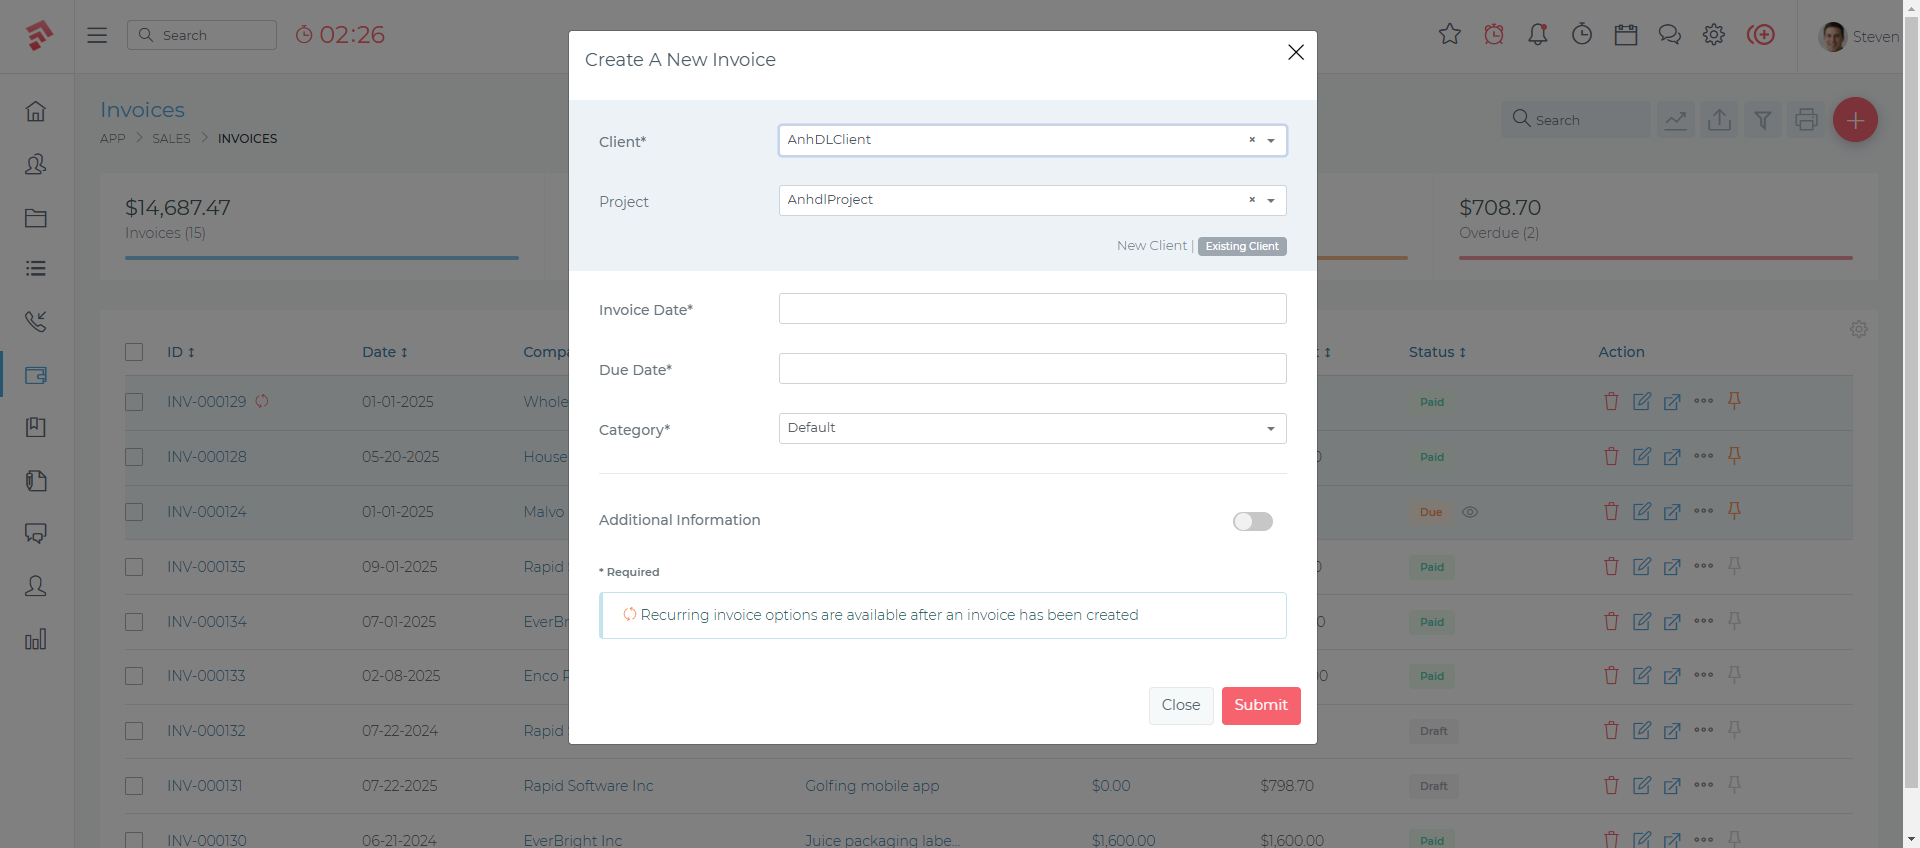 Search
02:26
Steven
Invoices
APP
SALES
INVOICES
Search
$14,687.47
Invoices (15)
$708.70
Overdue (2)
Create A New Invoice
Client*
AnhDLClient
Project
AnhdlProject
New Client | Existing Client
Invoice Date*
Due Date*
Category*
Default
Additional Information
* Required
Recurring invoice options are available after an invoice has been created
Close
Submit
ID
Date
Status
Action
INV-000129 01-01-2025 Whole Paid
INV-000128 05-20-2025 House Paid
INV-000124 01-01-2025 Malvo Due
INV-000135 09-01-2025 Rapid Paid
INV-000134 07-01-2025 EverBr Paid
INV-000133 02-08-2025 Enco Paid
INV-000132 07-22-2024 Rapid Draft
INV-000131 07-22-2025 Rapid Software Inc Golfing mobile app $0.00 $798.70 Draft
INV-000130 06-21-2024 EverBright Inc Juice packaging labe... $1,600.00 $1,600.00 Paid